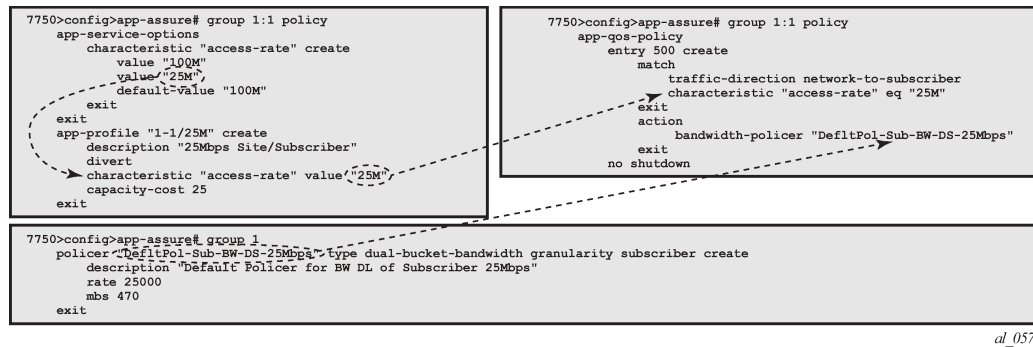 7750>config>app-assure# group 1:1 policy
app-service-options
characteristic "access-rate" create
value "100M"
value "25M"
default-value "100M"
exit
exit
app-profile "1-1/25M" create
description "25Mbps Site/Subscriber"
divert
characteristic "access-rate" value "25M"
capacity-cost 25
exit
7750>config>app-assure# group 1:1 policy
app-qos-policy
entry 500 create
match
traffic-direction network-to-subscriber
characteristic "access-rate" eq "25M"
exit
action
bandwidth-policer "DefltPol-Sub-BW-DS-25Mbps"
exit
no shutdown
7750>config>app-assure# group 1
policer "DefltPol-Sub-BW-DS-25Mbps" type dual-bucket-bandwidth granularity subscriber create
description "Default Policer for BW DL of Subscriber 25Mbps"
rate 25000
mbs 470
exit
al_057